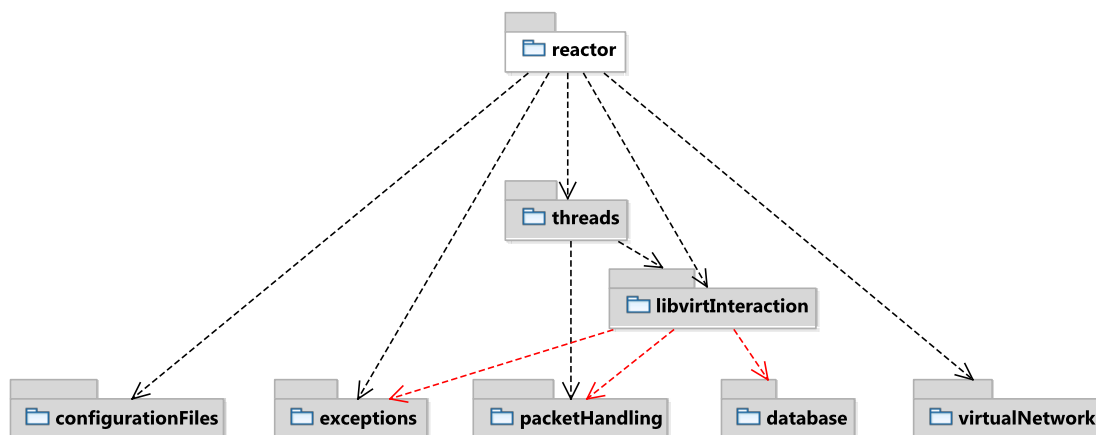 reactor
threads
libvirtInteraction
configurationFiles
exceptions
packetHandling
database
virtualNetwork